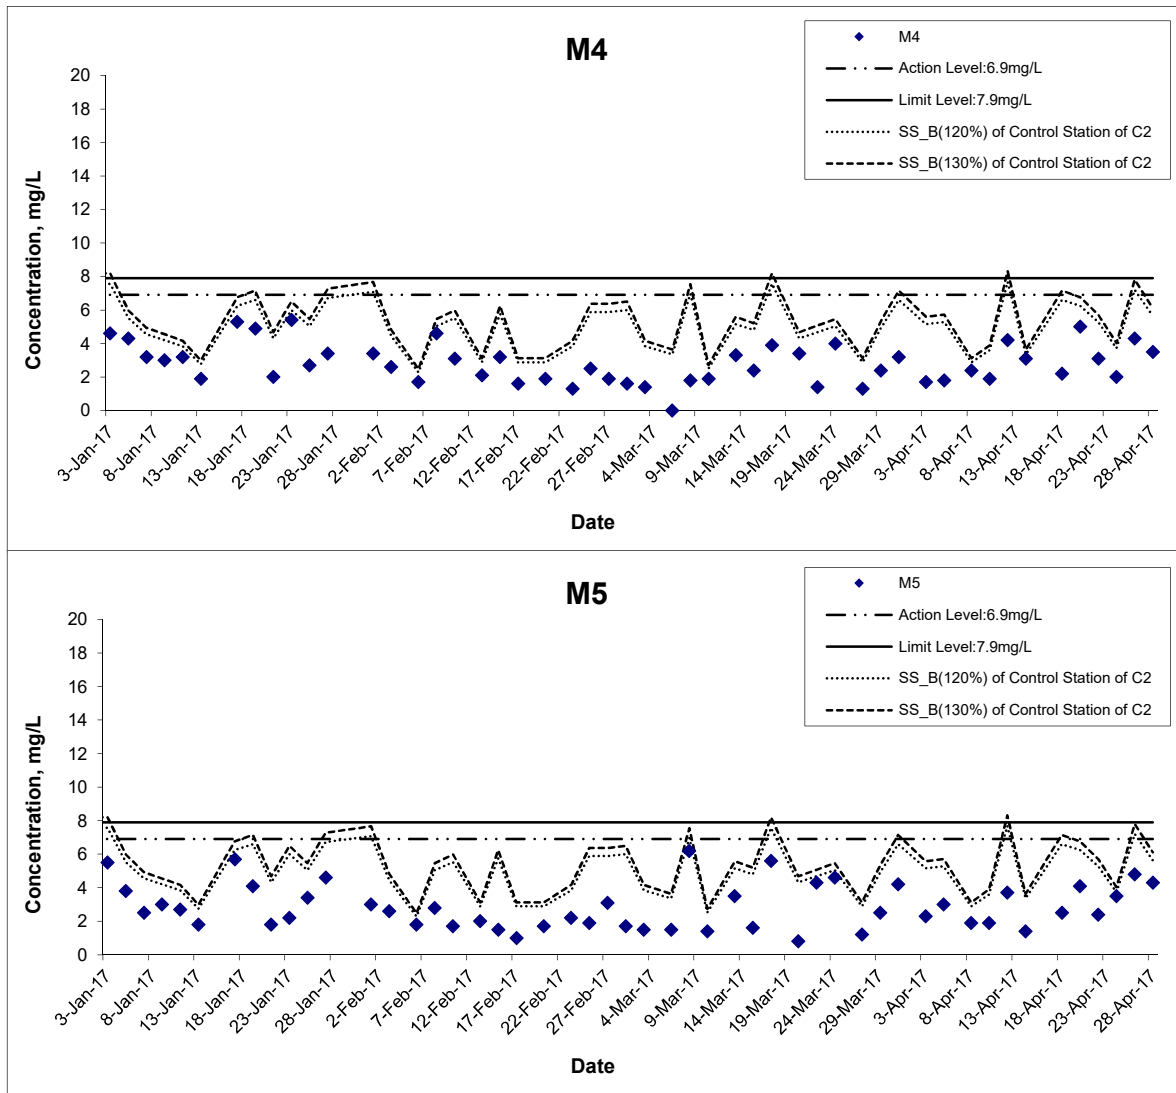 M4
M4
Action Level:6.9mg/L
Limit Level:7.9mg/L
SS_B(120%) of Control Station of C2
SS_B(130%) of Control Station of C2
Concentration, mg/L
20
18
16
14
12
10
8
6
4
2
0
3-Jan-17
8-Jan-17
13-Jan-17
18-Jan-17
23-Jan-17
28-Jan-17
2-Feb-17
7-Feb-17
12-Feb-17
17-Feb-17
22-Feb-17
27-Feb-17
4-Mar-17
9-Mar-17
14-Mar-17
19-Mar-17
24-Mar-17
29-Mar-17
3-Apr-17
8-Apr-17
13-Apr-17
18-Apr-17
23-Apr-17
28-Apr-17
Date
M5
M5
Action Level:6.9mg/L
Limit Level:7.9mg/L
SS_B(120%) of Control Station of C2
SS_B(130%) of Control Station of C2
Concentration, mg/L
20
18
16
14
12
10
8
6
4
2
0
3-Jan-17
8-Jan-17
13-Jan-17
18-Jan-17
23-Jan-17
28-Jan-17
2-Feb-17
7-Feb-17
12-Feb-17
17-Feb-17
22-Feb-17
27-Feb-17
4-Mar-17
9-Mar-17
14-Mar-17
19-Mar-17
24-Mar-17
29-Mar-17
3-Apr-17
8-Apr-17
13-Apr-17
18-Apr-17
23-Apr-17
28-Apr-17
Date